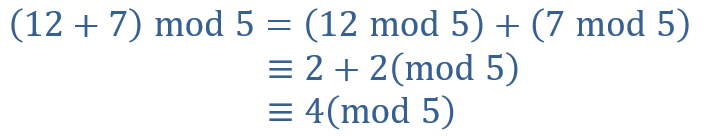 (12 + 7) mod 5 = (12 mod 5) + (7 mod 5)
≡ 2 + 2(mod 5)
≡ 4(mod 5)